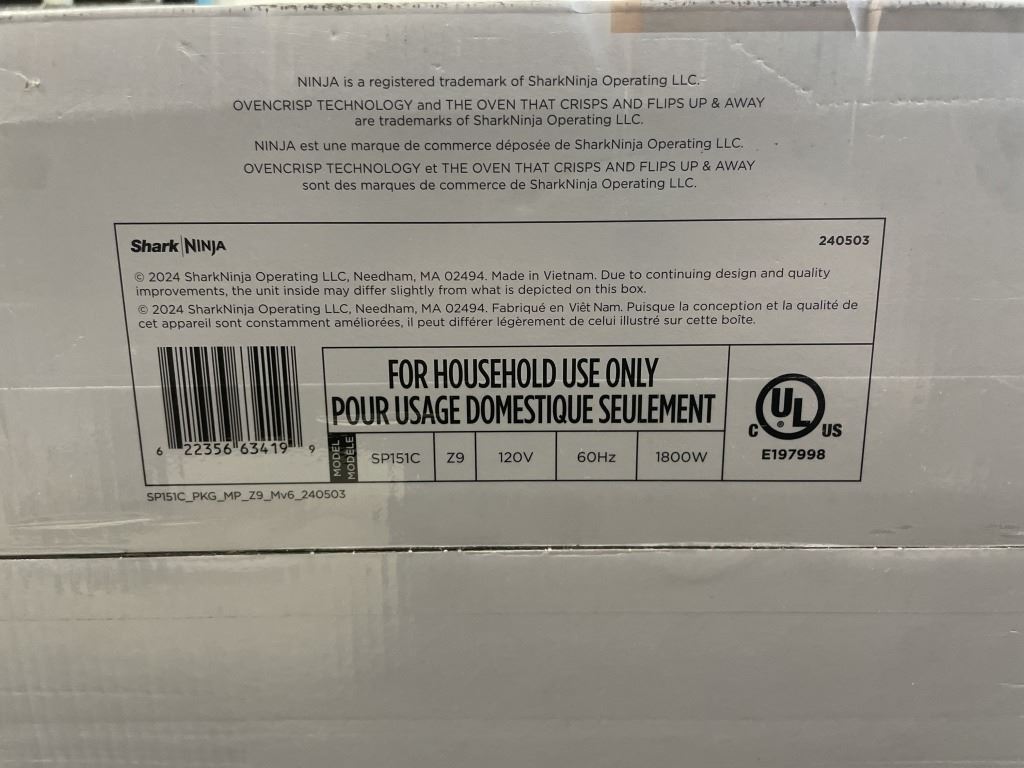 NINJA is a registered trademark of SharkNinja Operating LLC.
OVENCRISP TECHNOLOGY and THE OVEN THAT CRISPS AND FLIPS UP & AWAY
are trademarks of SharkNinja Operating LLC.
NINJA est une marque de commerce déposée de SharkNinja Operating LLC.
OVENCRISP TECHNOLOGY et THE OVEN THAT CRISPS AND FLIPS UP & AWAY
sont des marques de commerce de SharkNinja Operating LLC.
Shark|NINJA
240503
© 2024 SharkNinja Operating LLC, Needham, MA 02494. Made in Vietnam. Due to continuing design and quality
improvements, the unit inside may differ slightly from what is depicted on this box.
© 2024 SharkNinja Operating LLC, Needham, MA 02494. Fabriqué en Viêt Nam. Puisque la conception et la qualité de
cet appareil sont constamment améliorées, il peut différer légèrement de celui illustré sur cette boîte.
6 22356 63419 9
FOR HOUSEHOLD USE ONLY
POUR USAGE DOMESTIQUE SEULEMENT
MODEL
MODÈLE
SP151C Z9 120V 60Hz 1800W
C UL ® US
E197998
SP151C_PKG_MP_Z9_Mv6_240503